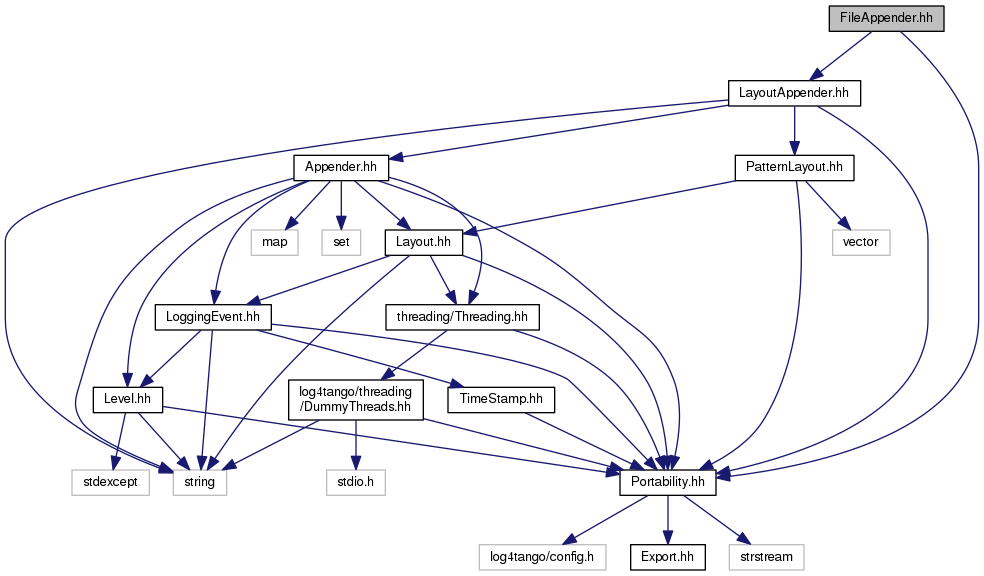 FileAppender.hh
LayoutAppender.hh
Appender.hh
PatternLayout.hh
map
set
Layout.hh
vector
LoggingEvent.hh
threading/Threading.hh
Level.hh
log4tango/threading
/DummyThreads.hh
TimeStamp.hh
stdexcept
string
stdio.h
Portability.hh
log4tango/config.h
Export.hh
strstream